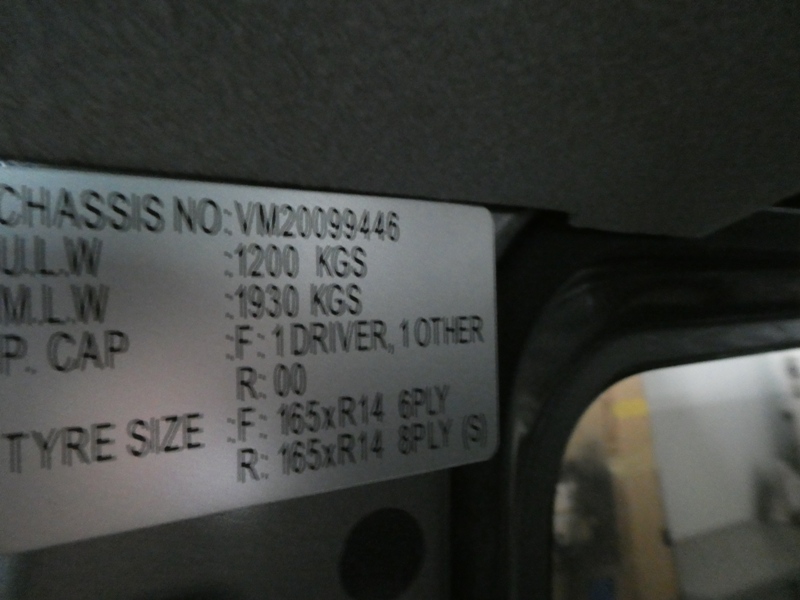 CHASSIS NO: VM20099446
U.L.W : 1200 KGS
M.L.W : 1930 KGS
P. CAP : F: 1 DRIVER, 1 OTHER
R: 00
TYRE SIZE : F: 165xR14 6PLY
R: 165xR14 8PLY (S)